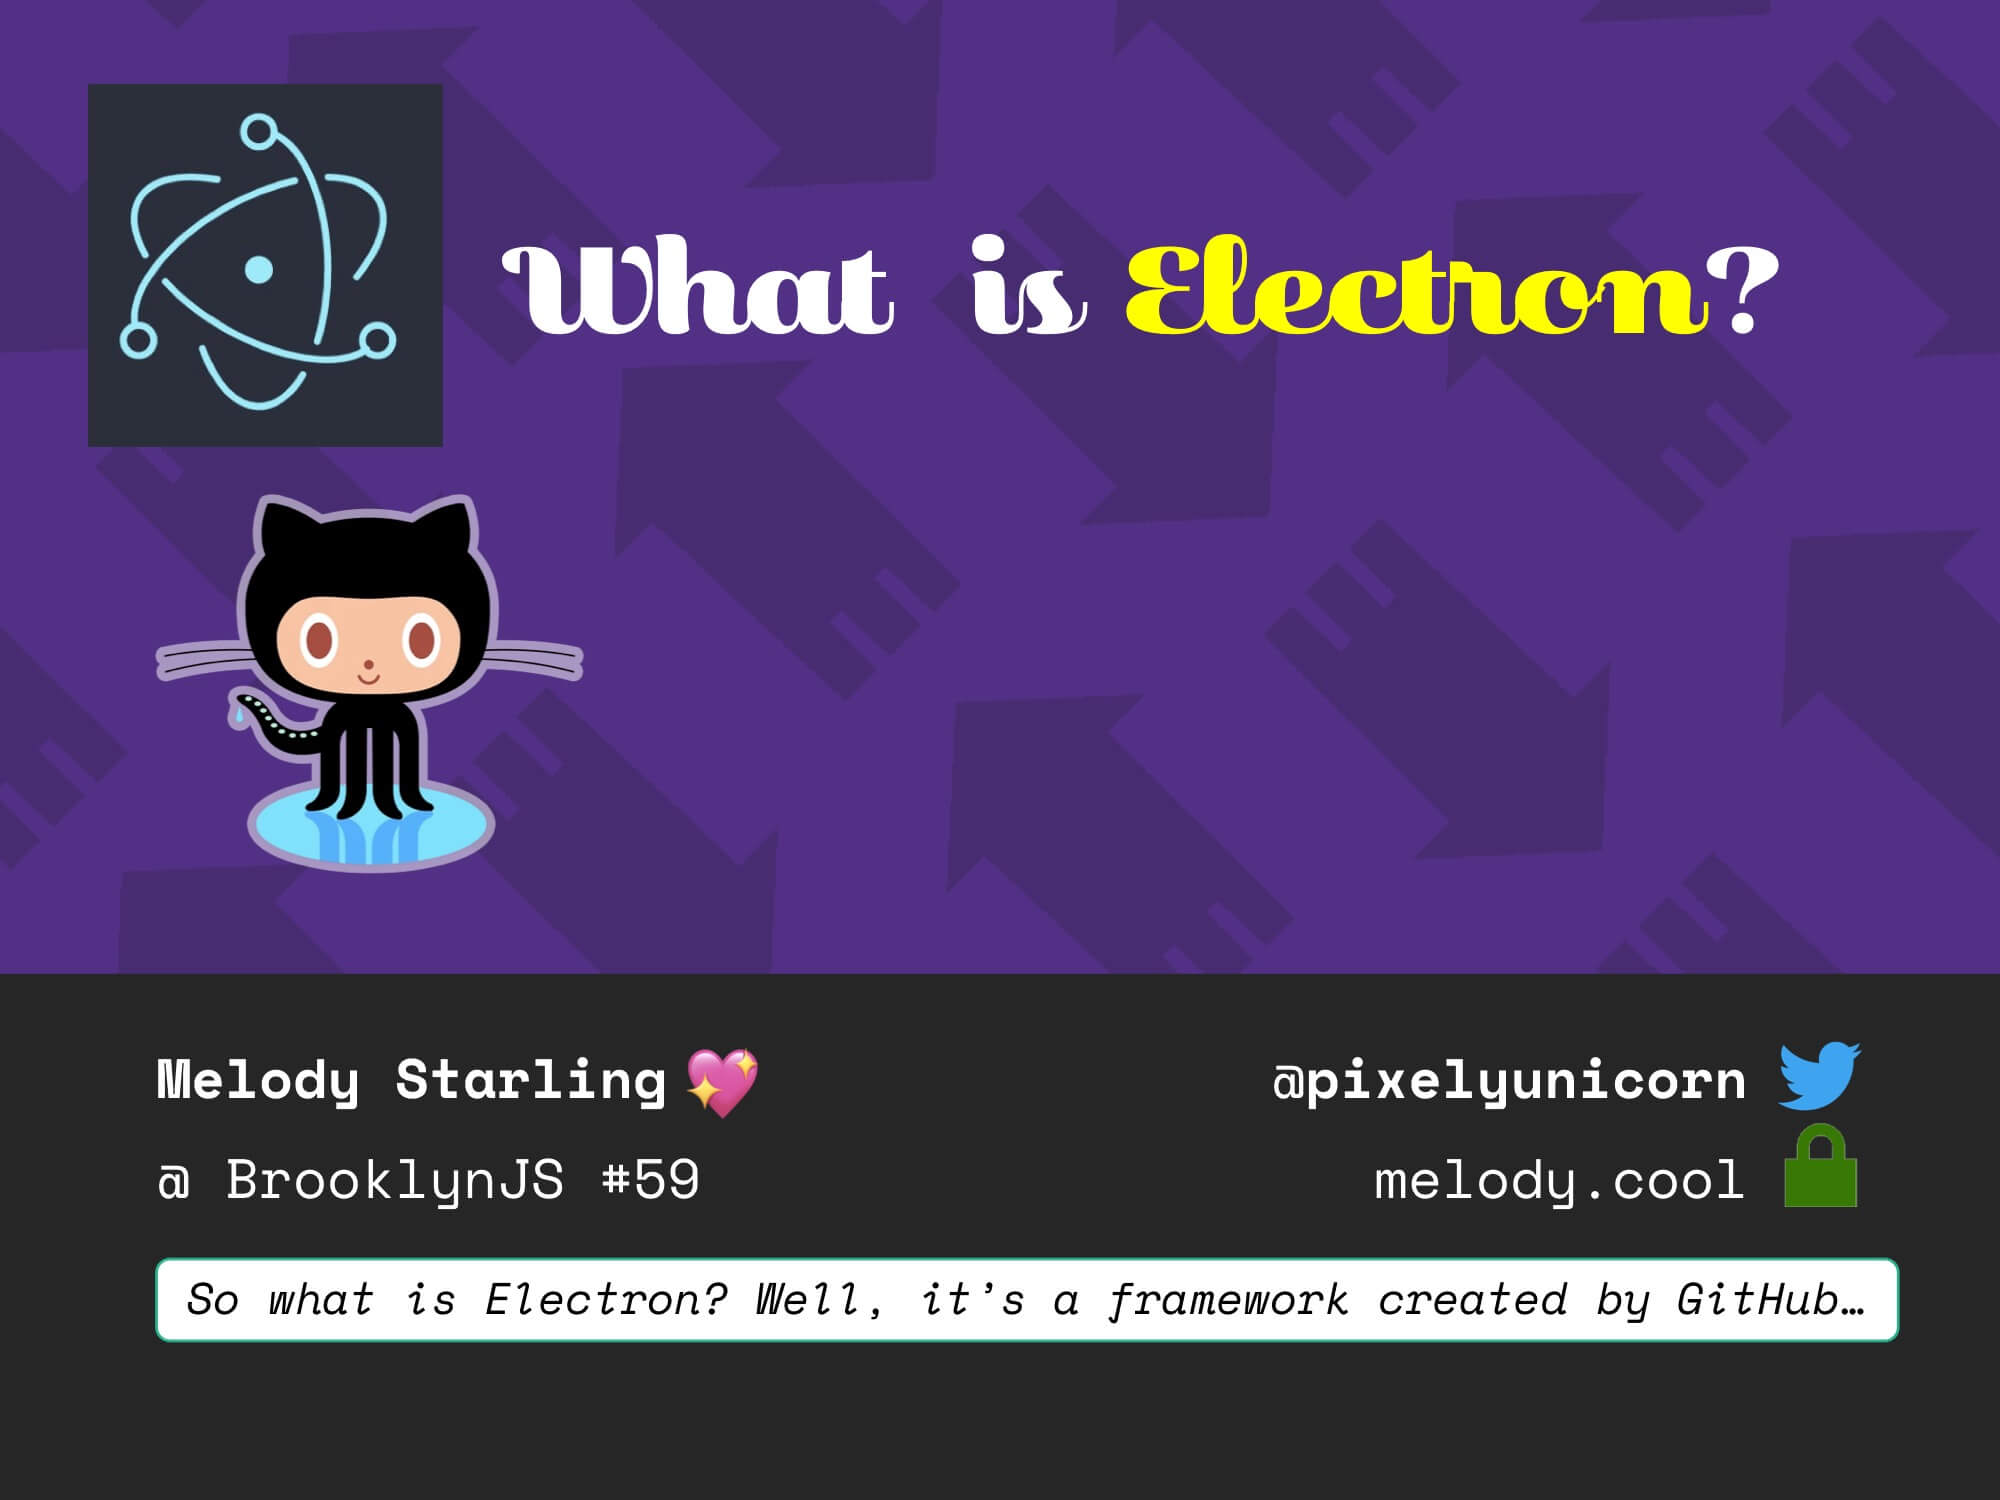 What is Electron?
Melody Starling 💖
@pixelyunicorn
@ BrooklynJS #59
melody.cool
So what is Electron? Well, it’s a framework created by GitHub…